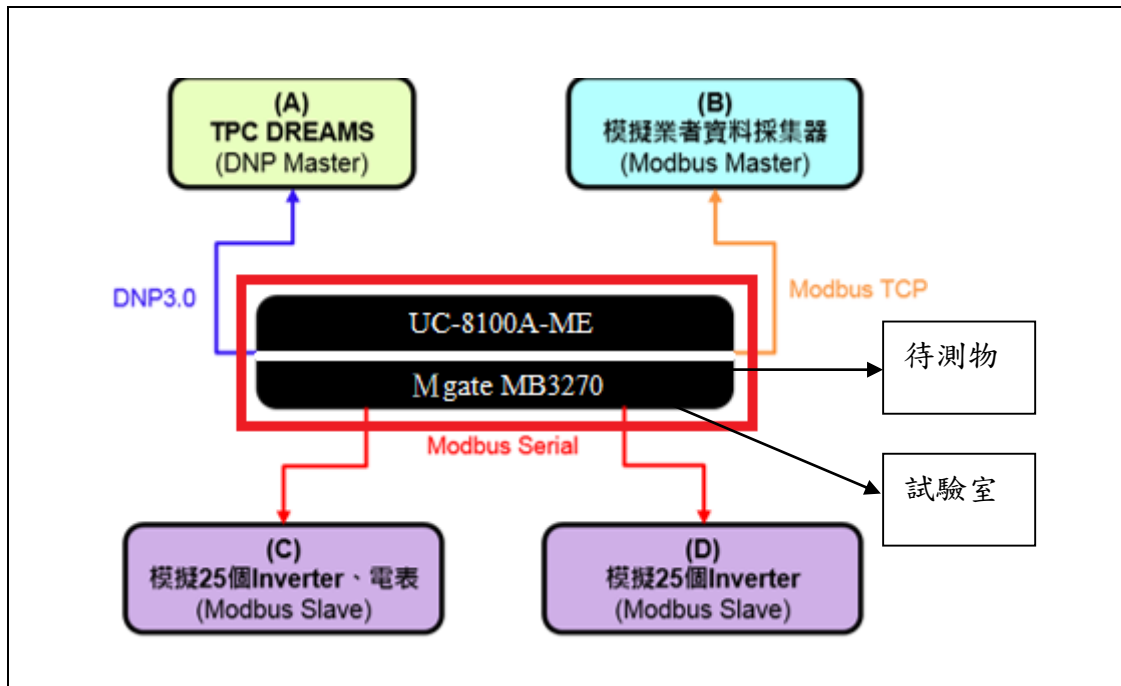 (A)
TPC DREAMS
(DNP Master)
(B)
模擬業者資料採集器
(Modbus Master)
DNP3.0
Modbus TCP
UC-8100A-ME
Mgate MB3270
待測物
Modbus Serial
試驗室
(C)
模擬25個Inverter、電表
(Modbus Slave)
(D)
模擬25個Inverter
(Modbus Slave)